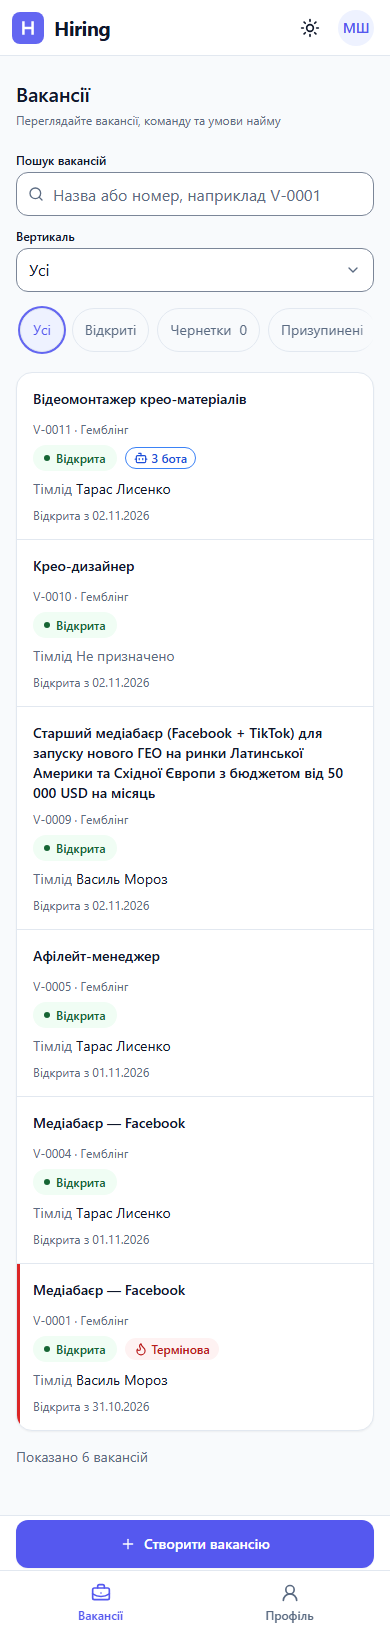 H Hiring
МШ
Вакансії
Переглядайте вакансії, команду та умови найму
Пошук вакансій
Назва або номер, наприклад V-0001
Вертикаль
Усі
Усі Відкриті Чернетки 0 Призупинені
Відеомонтажер крео-матеріалів
V-0011 · Гемблінг
Відкрита 3 бота
Тімлід Тарас Лисенко
Відкрита з 02.11.2026
Крео-дизайнер
V-0010 · Гемблінг
Відкрита
Тімлід Не призначено
Відкрита з 02.11.2026
Старший медіабаєр (Facebook + TikTok) для
запуску нового ГЕО на ринки Латинської
Америки та Східної Європи з бюджетом від 50
000 USD на місяць
V-0009 · Гемблінг
Відкрита
Тімлід Василь Мороз
Відкрита з 02.11.2026
Афілейт-менеджер
V-0005 · Гемблінг
Відкрита
Тімлід Тарас Лисенко
Відкрита з 01.11.2026
Медіабаєр — Facebook
V-0004 · Гемблінг
Відкрита
Тімлід Тарас Лисенко
Відкрита з 01.11.2026
Медіабаєр — Facebook
V-0001 · Гемблінг
Відкрита Термінова
Тімлід Василь Мороз
Відкрита з 31.10.2026
Показано 6 вакансій
Створити вакансію
Вакансії Профіль